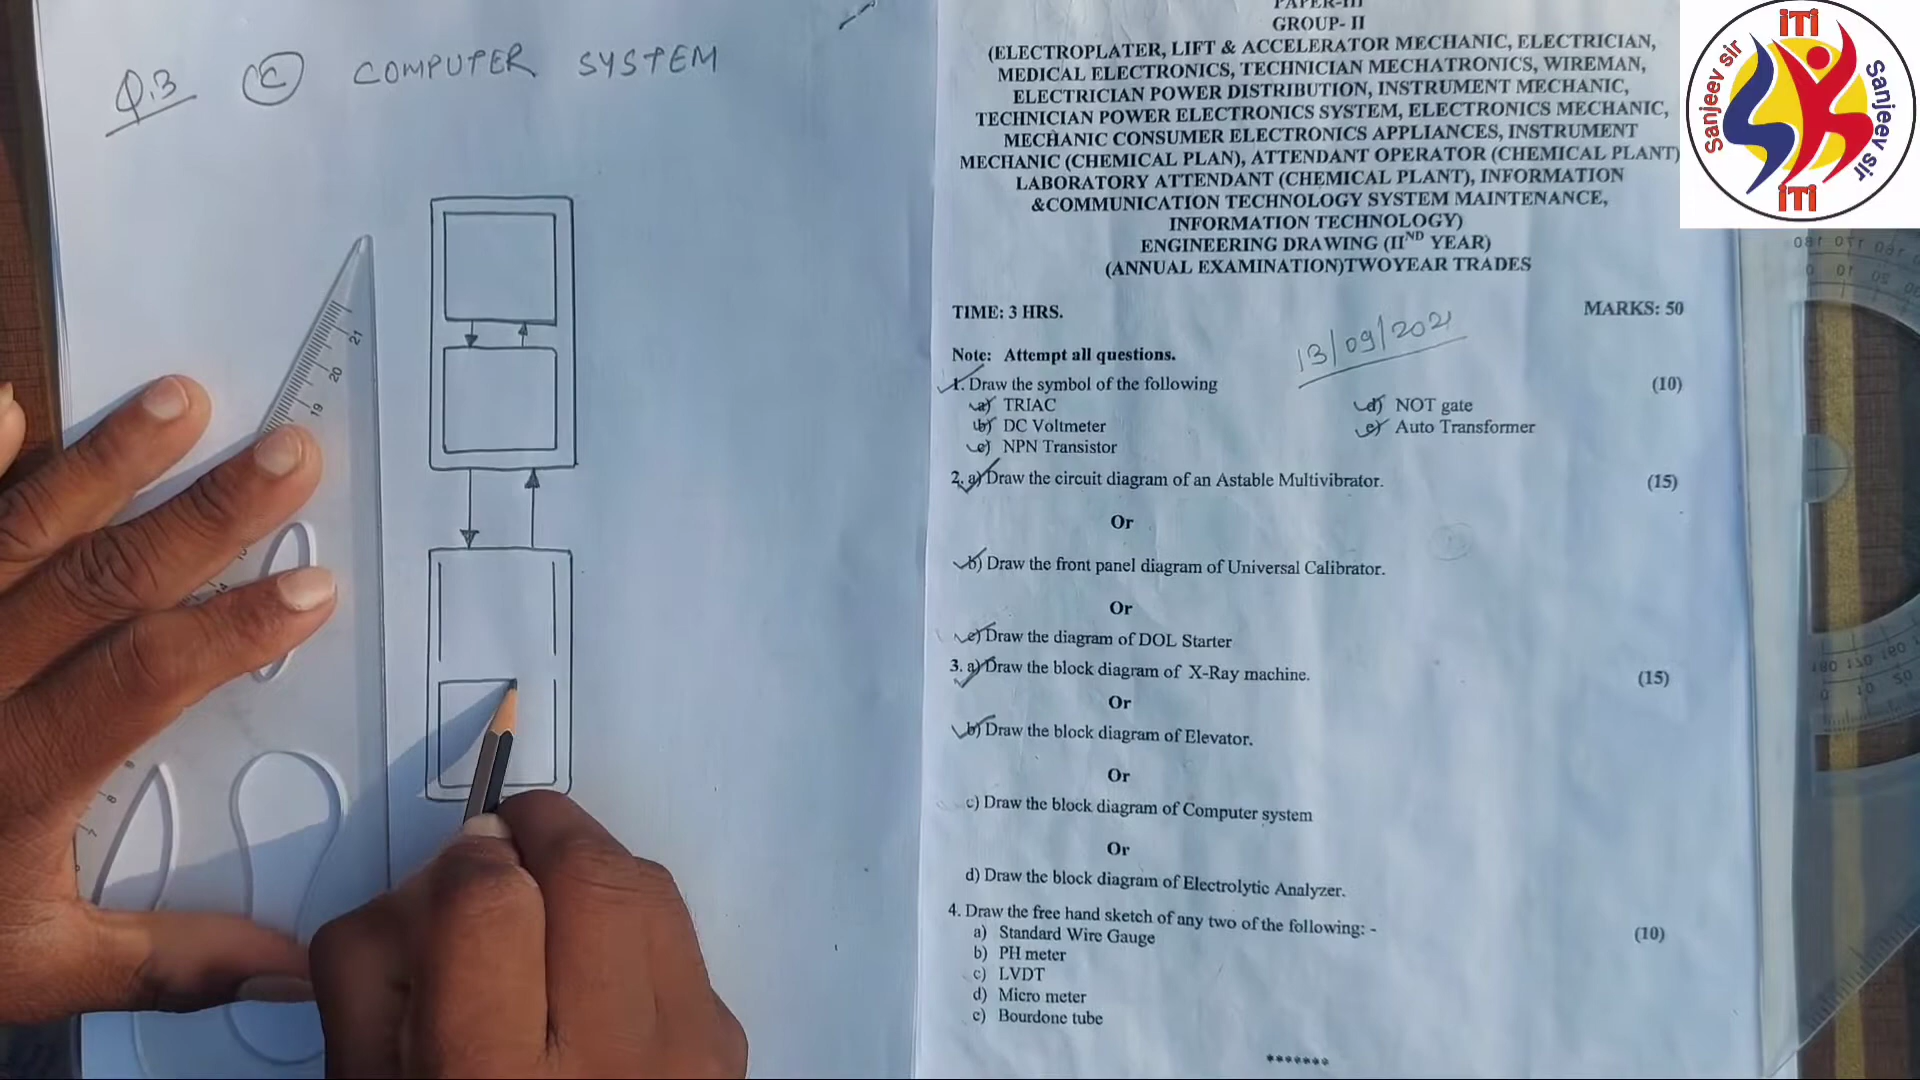 Q.3 (C) COMPUTER SYSTEM
PAPER-III
GROUP- II
(ELECTROPLATER, LIFT & ACCELERATOR MECHANIC, ELECTRICIAN,
MEDICAL ELECTRONICS, TECHNICIAN MECHATRONICS, WIREMAN,
ELECTRICIAN POWER DISTRIBUTION, INSTRUMENT MECHANIC,
TECHNICIAN POWER ELECTRONICS SYSTEM, ELECTRONICS MECHANIC,
MECHANIC CONSUMER ELECTRONICS APPLIANCES, INSTRUMENT
MECHANIC (CHEMICAL PLAN), ATTENDANT OPERATOR (CHEMICAL PLANT)
LABORATORY ATTENDANT (CHEMICAL PLANT), INFORMATION
&COMMUNICATION TECHNOLOGY SYSTEM MAINTENANCE,
INFORMATION TECHNOLOGY)
ENGINEERING DRAWING (IIND YEAR)
(ANNUAL EXAMINATION)TWOYEAR TRADES
TIME: 3 HRS. MARKS: 50
13/09/2021
Note: Attempt all questions.
1. Draw the symbol of the following (10)
a) TRIAC d) NOT gate
b) DC Voltmeter e) Auto Transformer
c) NPN Transistor
2. a) Draw the circuit diagram of an Astable Multivibrator. (15)
Or
b) Draw the front panel diagram of Universal Calibrator.
Or
c) Draw the diagram of DOL Starter
3. a) Draw the block diagram of X-Ray machine. (15)
Or
b) Draw the block diagram of Elevator.
Or
c) Draw the block diagram of Computer system
Or
d) Draw the block diagram of Electrolytic Analyzer.
4. Draw the free hand sketch of any two of the following: - (10)
a) Standard Wire Gauge
b) PH meter
c) LVDT
d) Micro meter
e) Bourdone tube
*******
iTi
Sanjeev sir
Sanjeev sir
iTi
21
20
19